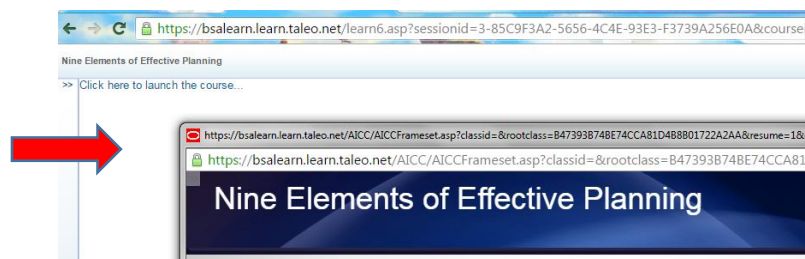 https://bsalearn.learn.taleo.net/learn6.asp?sessionid=3-85C9F3A2-5656-4C4E-93E3-F3739A256E0A&course
Nine Elements of Effective Planning
>> Click here to launch the course...
https://bsalearn.learn.taleo.net/AICC/AICCFrameset.asp?classid=&rootclass=B47393B74BE74CCA81D4B8B01722A2AA&resume=1&
https://bsalearn.learn.taleo.net/AICC/AICCFrameset.asp?classid=&rootclass=B47393B74BE74CCA81
Nine Elements of Effective Planning